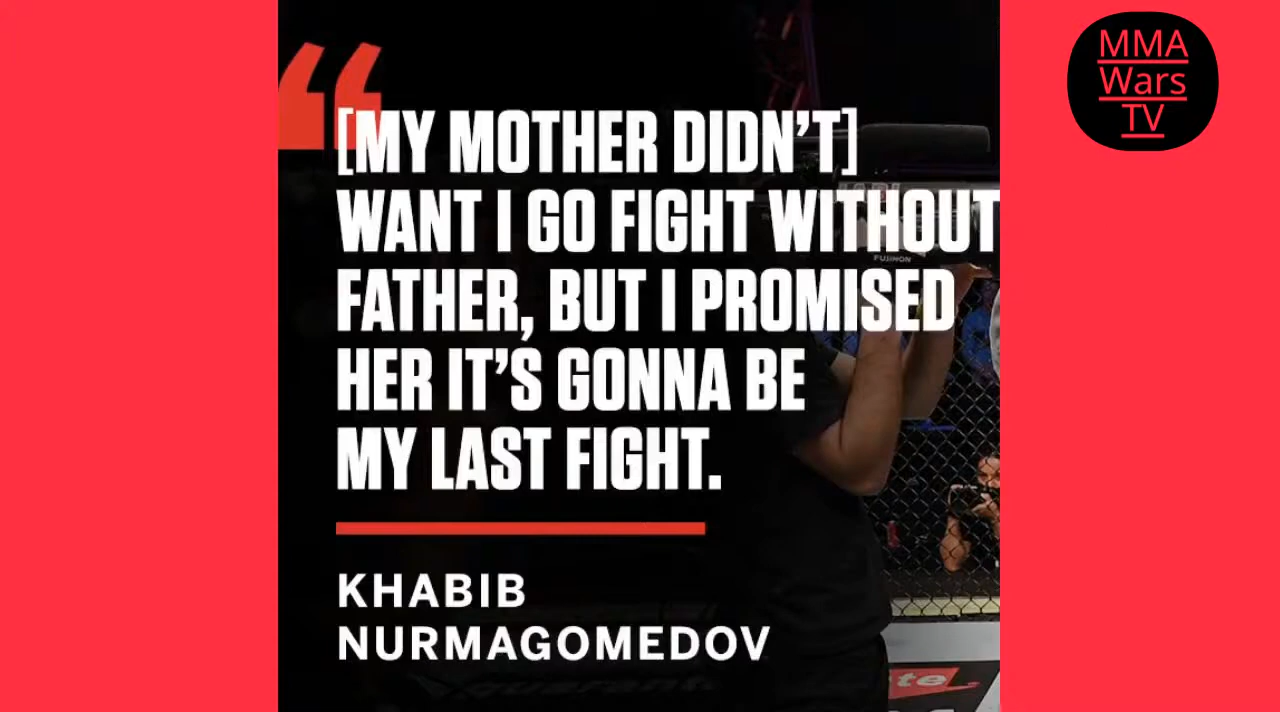 MMA
Wars
TV
“
[MY MOTHER DIDN’T]
WANT I GO FIGHT WITHOUT
FATHER, BUT I PROMISED
HER IT’S GONNA BE
MY LAST FIGHT.
KHABIB
NURMAGOMEDOV
FUJINON